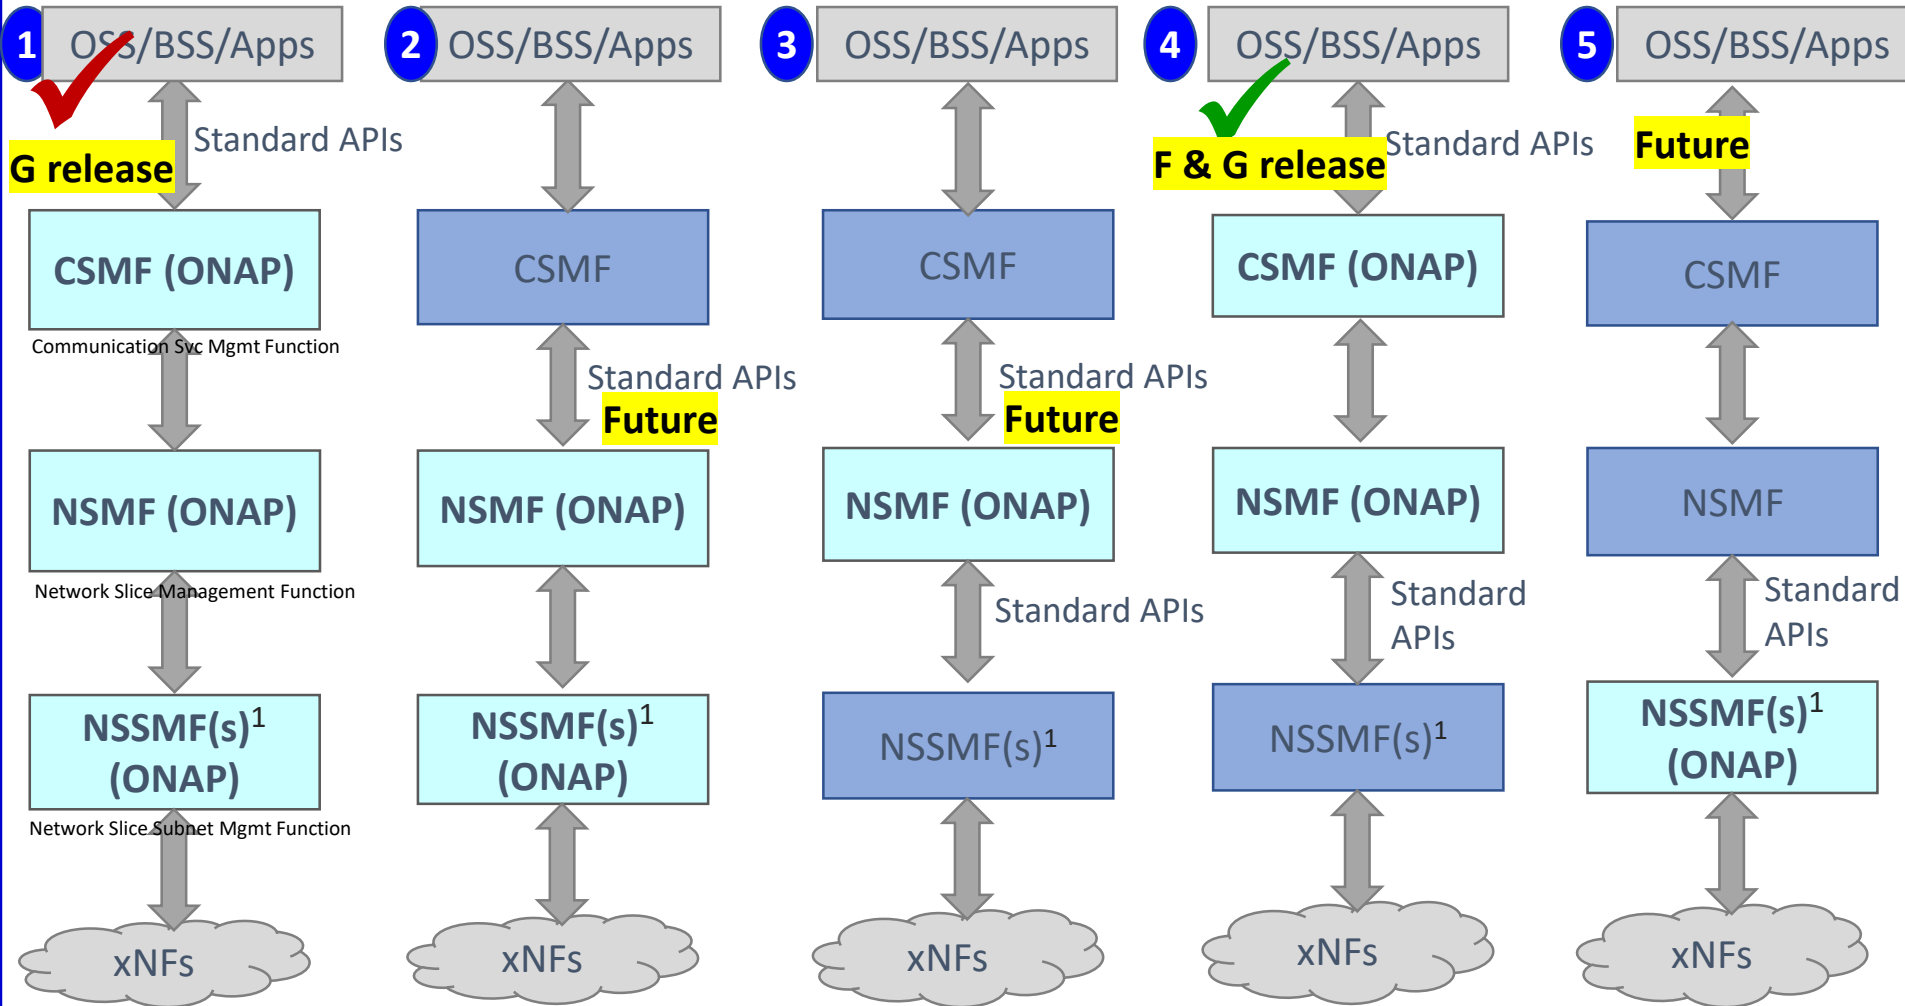 1
OSS/BSS/Apps
Standard APIs
G release
CSMF (ONAP)
Communication Svc Mgmt Function
NSMF (ONAP)
Network Slice Management Function
NSSMF(s)1
(ONAP)
Network Slice Subnet Mgmt Function
xNFs
2
OSS/BSS/Apps
CSMF
Standard APIs
Future
NSMF (ONAP)
NSSMF(s)1
(ONAP)
xNFs
3
OSS/BSS/Apps
CSMF
Standard APIs
Future
NSMF (ONAP)
Standard APIs
NSSMF(s)1
xNFs
4
OSS/BSS/Apps
Standard APIs
F & G release
CSMF (ONAP)
NSMF (ONAP)
Standard
APIs
NSSMF(s)1
xNFs
5
OSS/BSS/Apps
Future
CSMF
NSMF
Standard
APIs
NSSMF(s)1
(ONAP)
xNFs